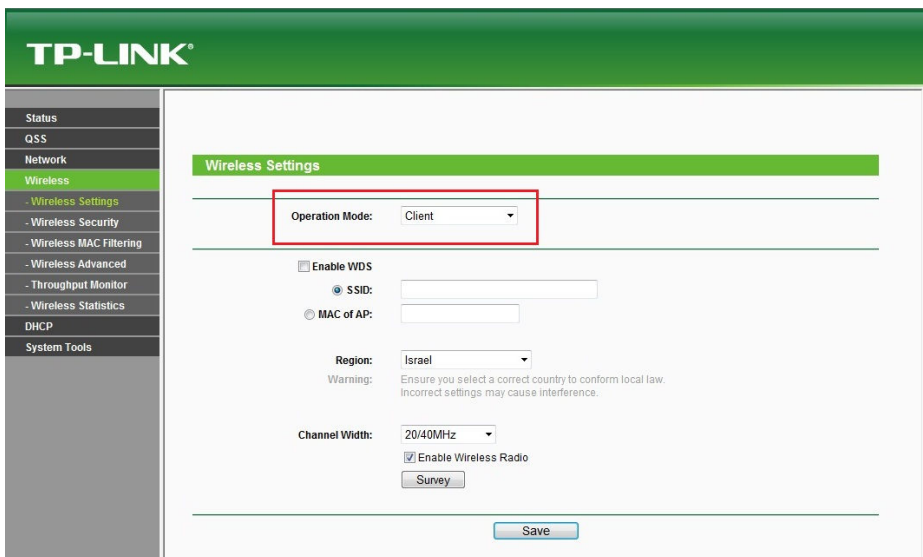 TP-LINK®
Status
QSS
Network
Wireless
- Wireless Settings
- Wireless Security
- Wireless MAC Filtering
- Wireless Advanced
- Throughput Monitor
- Wireless Statistics
DHCP
System Tools
Wireless Settings
Operation Mode: Client
Enable WDS
SSID:
MAC of AP:
Region: Israel
Warning: Ensure you select a correct country to conform local law.
Incorrect settings may cause interference.
Channel Width: 20/40MHz
Enable Wireless Radio
Survey
Save